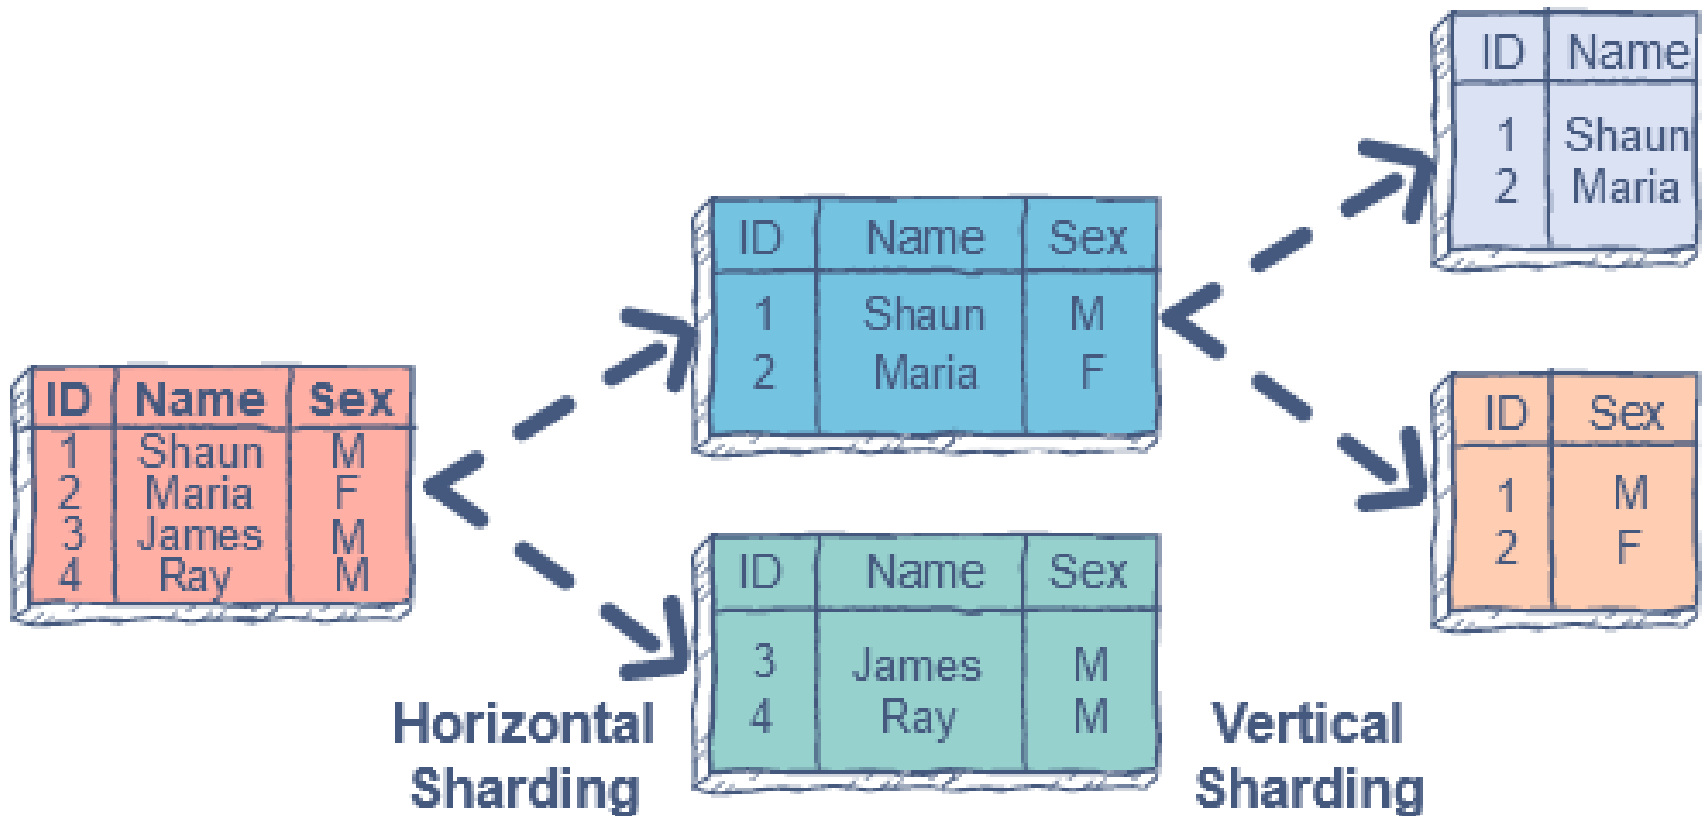 ID Name Sex
1 Shaun M
2 Maria F
3 James M
4 Ray M
Horizontal
Sharding
ID Name Sex
1 Shaun M
2 Maria F
ID Name Sex
3 James M
4 Ray M
Vertical
Sharding
ID Name
1 Shaun
2 Maria
ID Sex
1 M
2 F